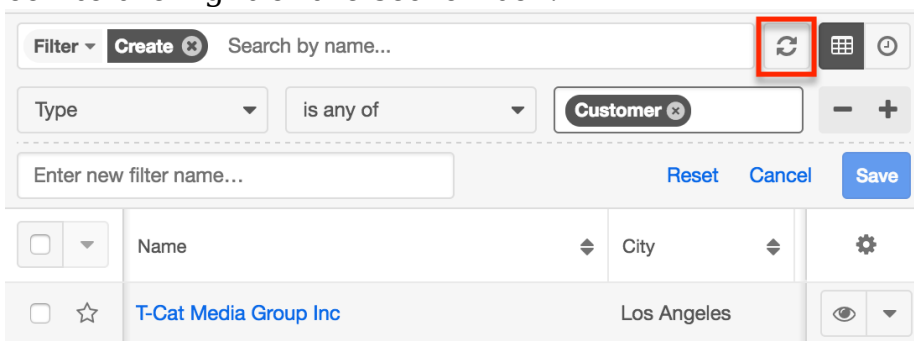 Filter Create Search by name...
Type is any of Customer
Enter new filter name... Reset Cancel Save
Name City
T-Cat Media Group Inc Los Angeles